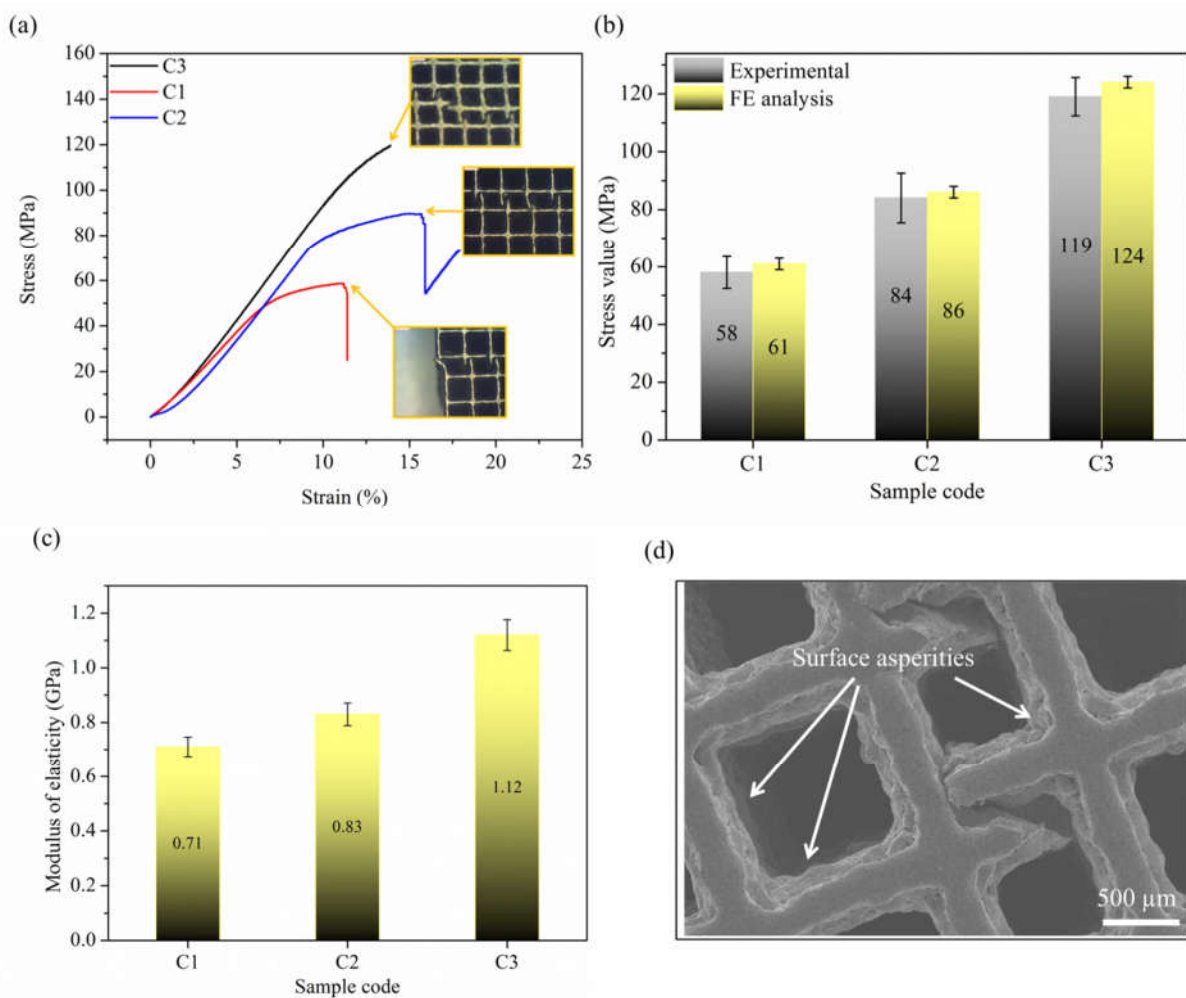 (a)
160
140
120
100
80
60
40
20
0
Stress (MPa)
C3
C1
C2
0 5 10 15 20 25
Strain (%)
(b)
120
100
80
60
40
20
0
Stress value (MPa)
Experimental
FE analysis
58 61 84 86 119 124
C1 C2 C3
Sample code
(c)
1.2
1.0
0.8
0.6
0.4
0.2
0.0
Modulus of elasticity (GPa)
0.71 0.83 1.12
C1 C2 C3
Sample code
(d)
Surface asperities
500 µm